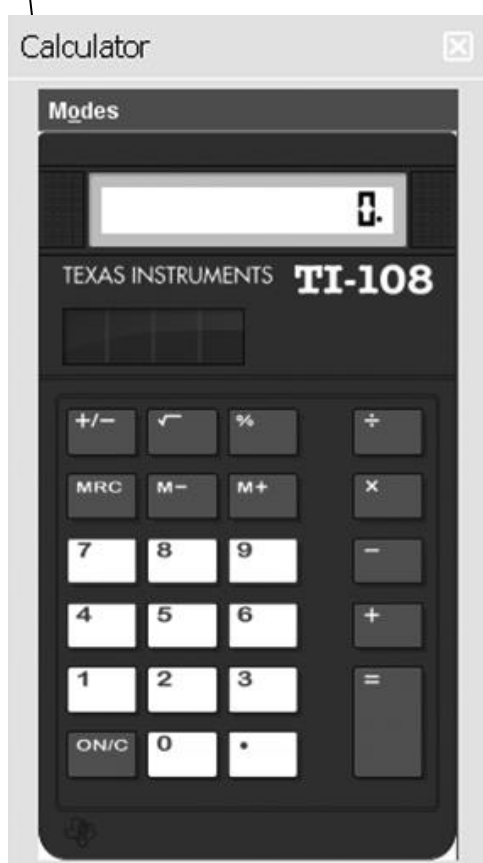 Calculator
Modes
0.
TEXAS INSTRUMENTS TI-108
+/− √ % ÷
MRC M− M+ ×
7 8 9 −
4 5 6 +
1 2 3 =
ON/C 0 .